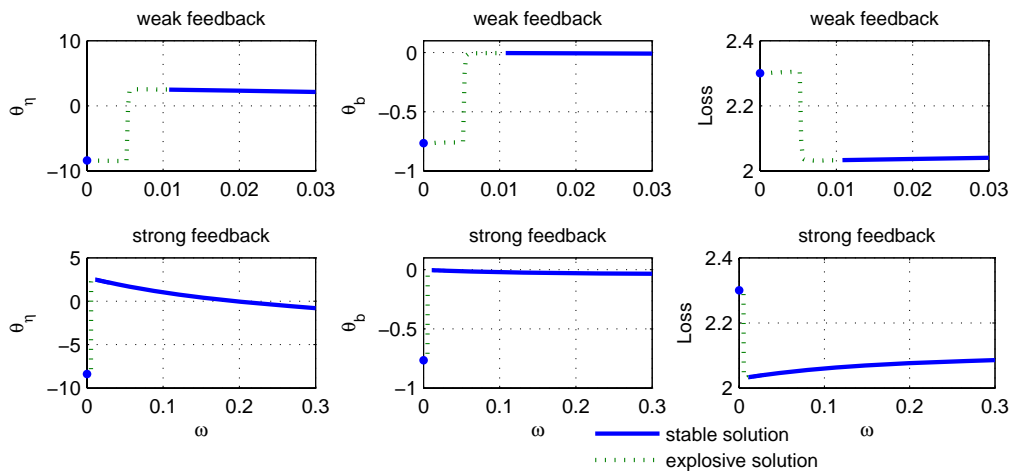 weak feedback
weak feedback
weak feedback
θη
10
0
−10
0
0.01
0.02
0.03
θb
0
−0.5
−1
0
0.01
0.02
0.03
Loss
2.4
2.2
2
0
0.01
0.02
0.03
strong feedback
strong feedback
strong feedback
θη
5
0
−5
−10
0
0.1
0.2
0.3
ω
θb
0
−0.5
−1
0
0.1
0.2
0.3
ω
Loss
2.4
2.2
2
0
0.1
0.2
0.3
ω
stable solution
explosive solution